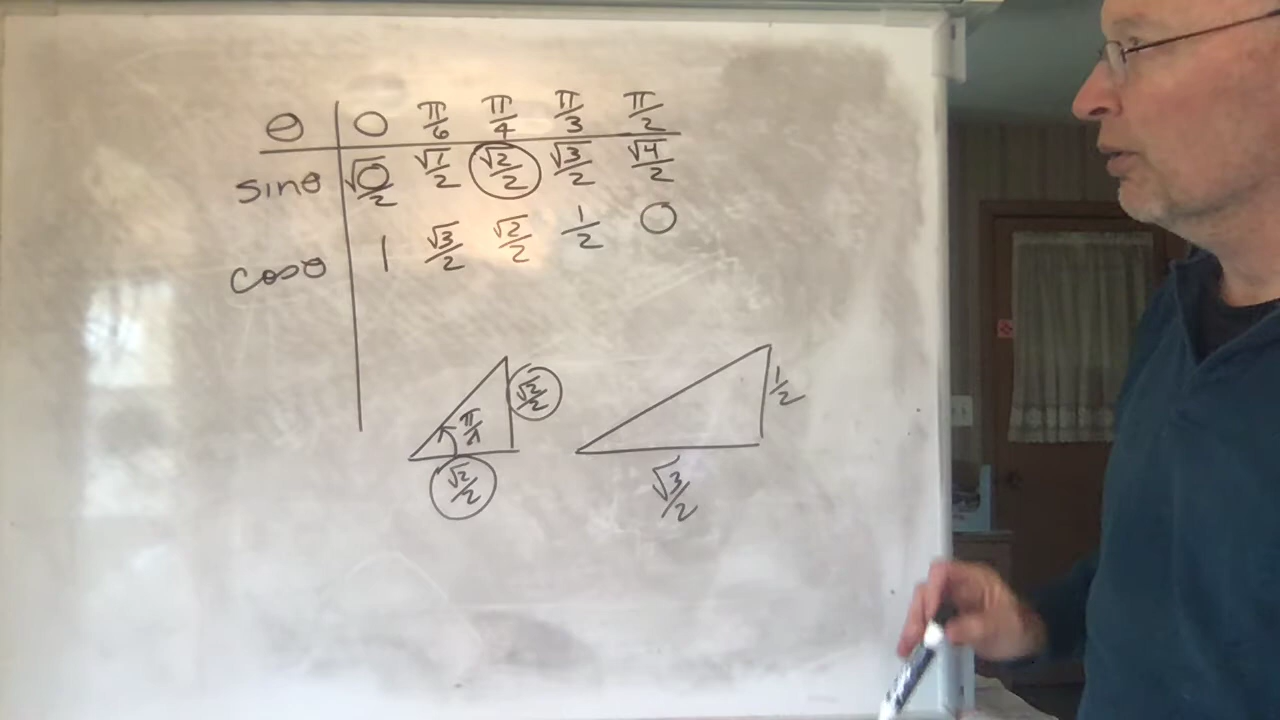 θ 0 π/6 π/4 π/3 π/2
sinθ √0/2 √1/2 √2/2 √3/2 √4/2
cosθ 1 √3/2 √2/2 1/2 0
√2/2 1/2
π/4
√2/2 √3/2